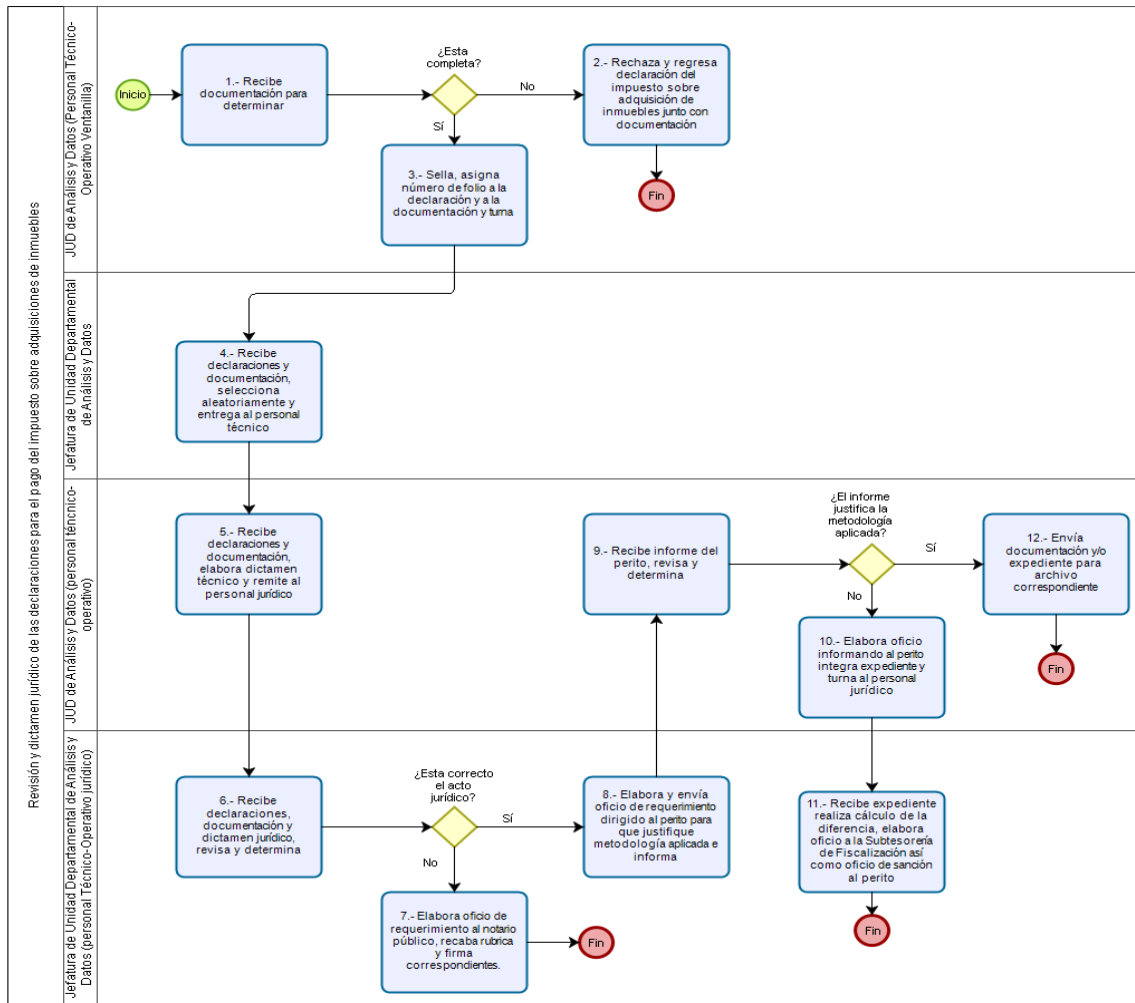 Revisión y dictamen jurídico de las declaraciones para el pago del impuesto sobre adquisiciones de inmuebles
JUD de Análisis y Datos (Personal Técnico-
Operativo Ventanilla)
Inicio
1.- Recibe
documentación para
determinar
¿Esta
completa?
No
Sí
2.- Rechaza y regresa
declaración del
impuesto sobre
adquisición de
inmuebles junto con
documentación
Fin
3.- Sella, asigna
número de folio a la
declaración y a la
documentación y turna
Jefatura de Unidad Departamental
de Análisis y Datos
4.- Recibe
declaraciones y
documentación,
selecciona
aleatoriamente y
entrega al personal
técnico
JUD de Análisis y Datos (personal téncnico-
operativo)
5.- Recibe
declaraciones y
documentación,
elabora dictamen
técnico y remite al
personal jurídico
9.- Recibe informe del
perito, revisa y
determina
¿El informe
justifica la
metodología
aplicada?
Sí
No
12.- Envía
documentación y/o
expediente para
archivo
correspondiente
Fin
10.- Elabora oficio
informando al perito
integra expediente y
turna al personal
jurídico
Jefatura de Unidad Departamental de Análisis y
Datos (personal Técnico-Operativo jurídico)
6.- Recibe
declaraciones,
documentación y
dictamen jurídico,
revisa y determina
¿Esta correcto
el acto
jurídico?
Sí
No
8.- Elabora y envía
oficio de requerimiento
dirigido al perito para
que justifique
metodología aplicada e
informa
7.- Elabora oficio de
requerimiento al notario
público, recaba rubrica
y firma
correspondientes.
Fin
11.- Recibe expediente
realiza cálculo de la
diferencia, elabora
oficio a la Subtesorería
de Fiscalización así
como oficio de sanción
al perito
Fin